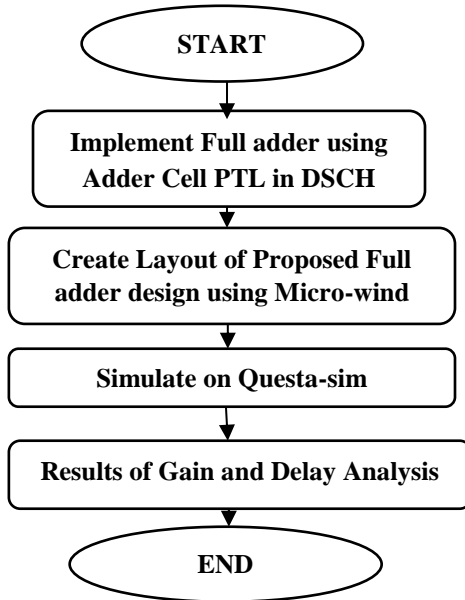 START
Implement Full adder using
Adder Cell PTL in DSCH
Create Layout of Proposed Full
adder design using Micro-wind
Simulate on Questa-sim
Results of Gain and Delay Analysis
END